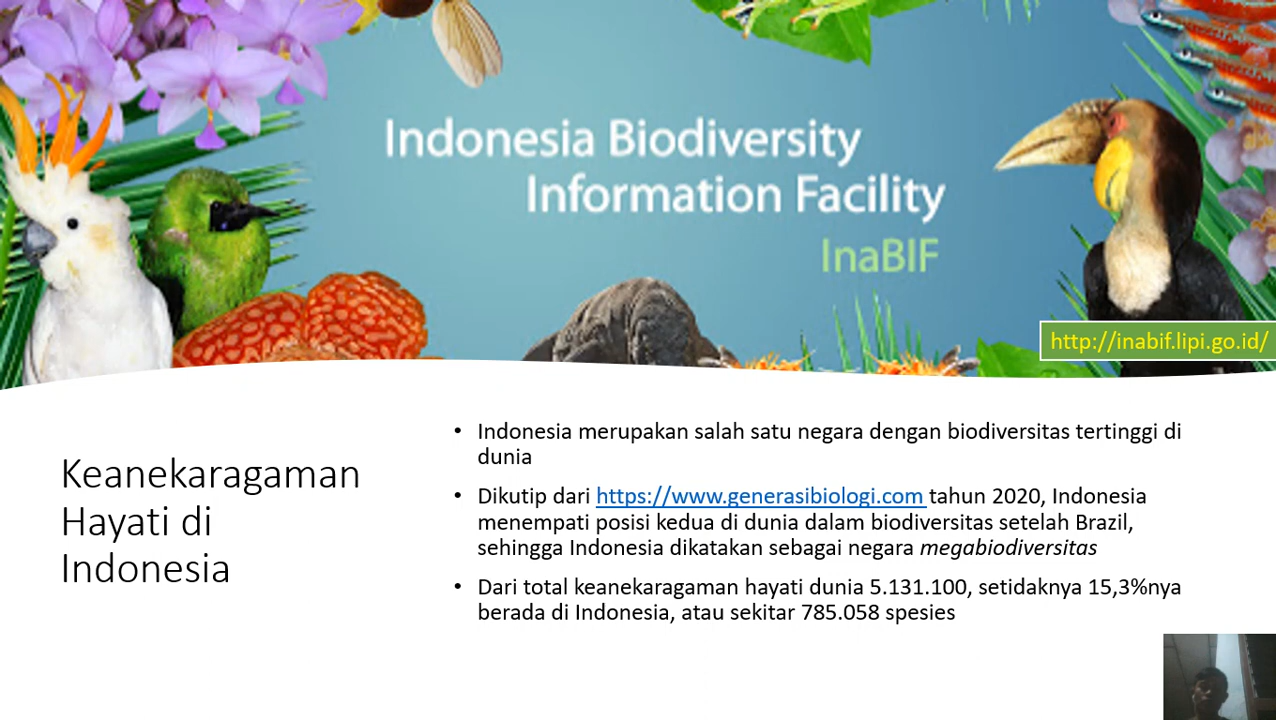 Indonesia Biodiversity
Information Facility
InaBIF
http://inabif.lipi.go.id/
Keanekaragaman
Hayati di
Indonesia
• Indonesia merupakan salah satu negara dengan biodiversitas tertinggi di
dunia
• Dikutip dari https://www.generasibiologi.com tahun 2020, Indonesia
menempati posisi kedua di dunia dalam biodiversitas setelah Brazil,
sehingga Indonesia dikatakan sebagai negara megabiodiversitas
• Dari total keanekaragaman hayati dunia 5.131.100, setidaknya 15,3%nya
berada di Indonesia, atau sekitar 785.058 spesies